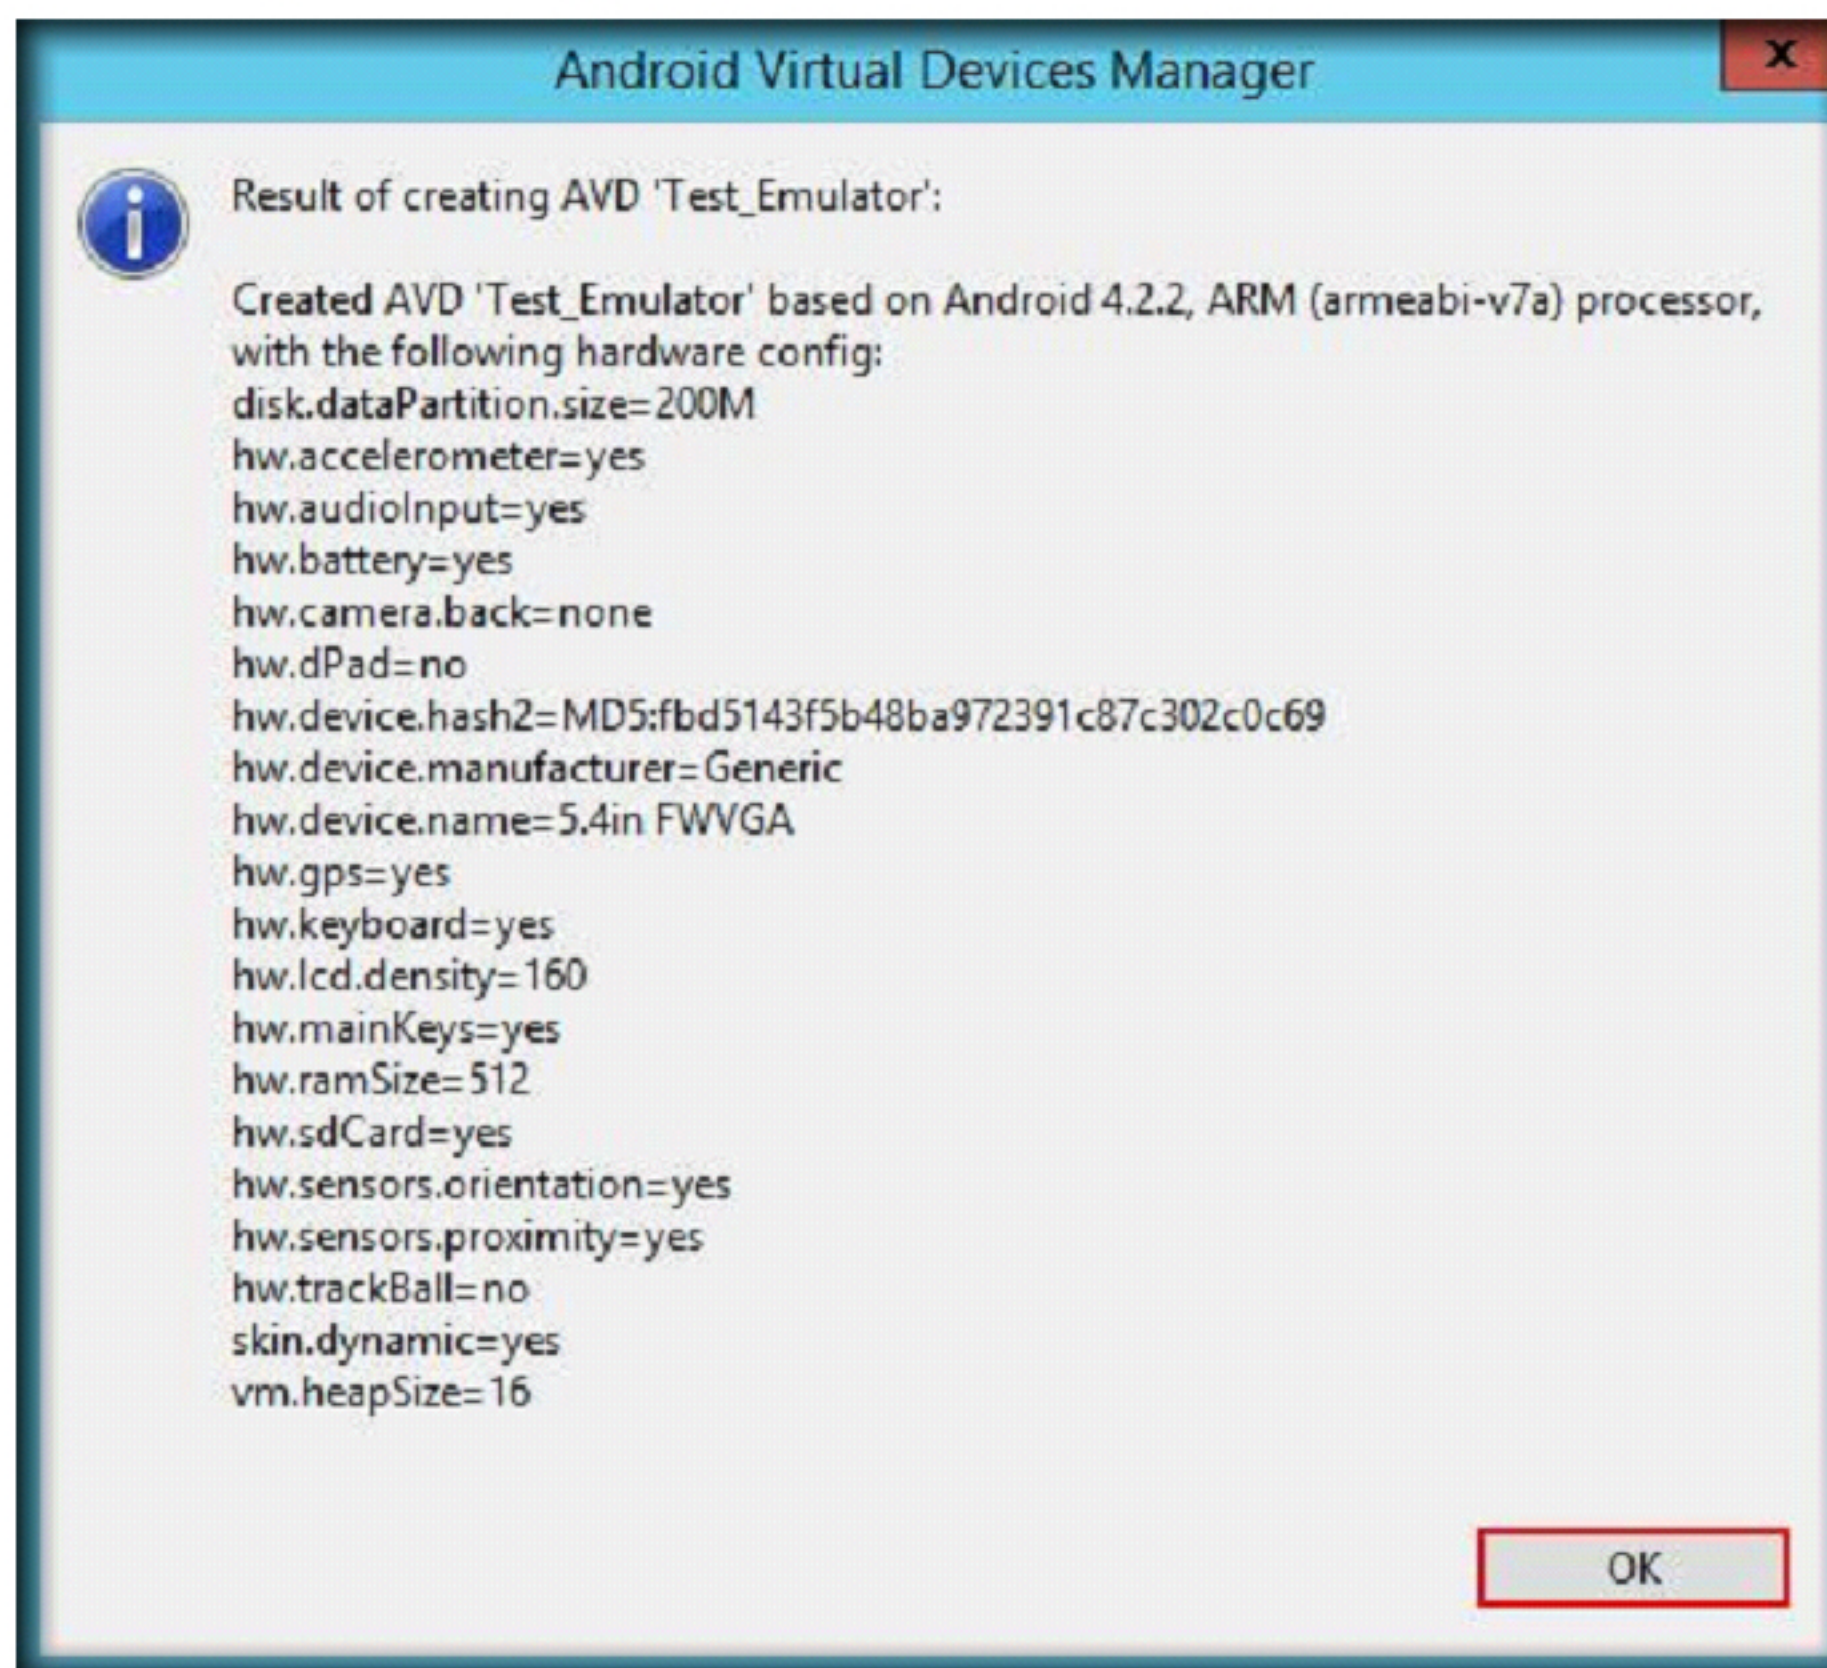 Android Virtual Devices Manager
x
Result of creating AVD 'Test_Emulator':
Created AVD 'Test_Emulator' based on Android 4.2.2, ARM (armeabi-v7a) processor,
with the following hardware config:
disk.dataPartition.size=200M
hw.accelerometer=yes
hw.audioInput=yes
hw.battery=yes
hw.camera.back=none
hw.dPad=no
hw.device.hash2=MD5:fbd5143f5b48ba972391c87c302c0c69
hw.device.manufacturer=Generic
hw.device.name=5.4in FWVGA
hw.gps=yes
hw.keyboard=yes
hw.lcd.density=160
hw.mainKeys=yes
hw.ramSize=512
hw.sdCard=yes
hw.sensors.orientation=yes
hw.sensors.proximity=yes
hw.trackBall=no
skin.dynamic=yes
vm.heapSize=16
OK